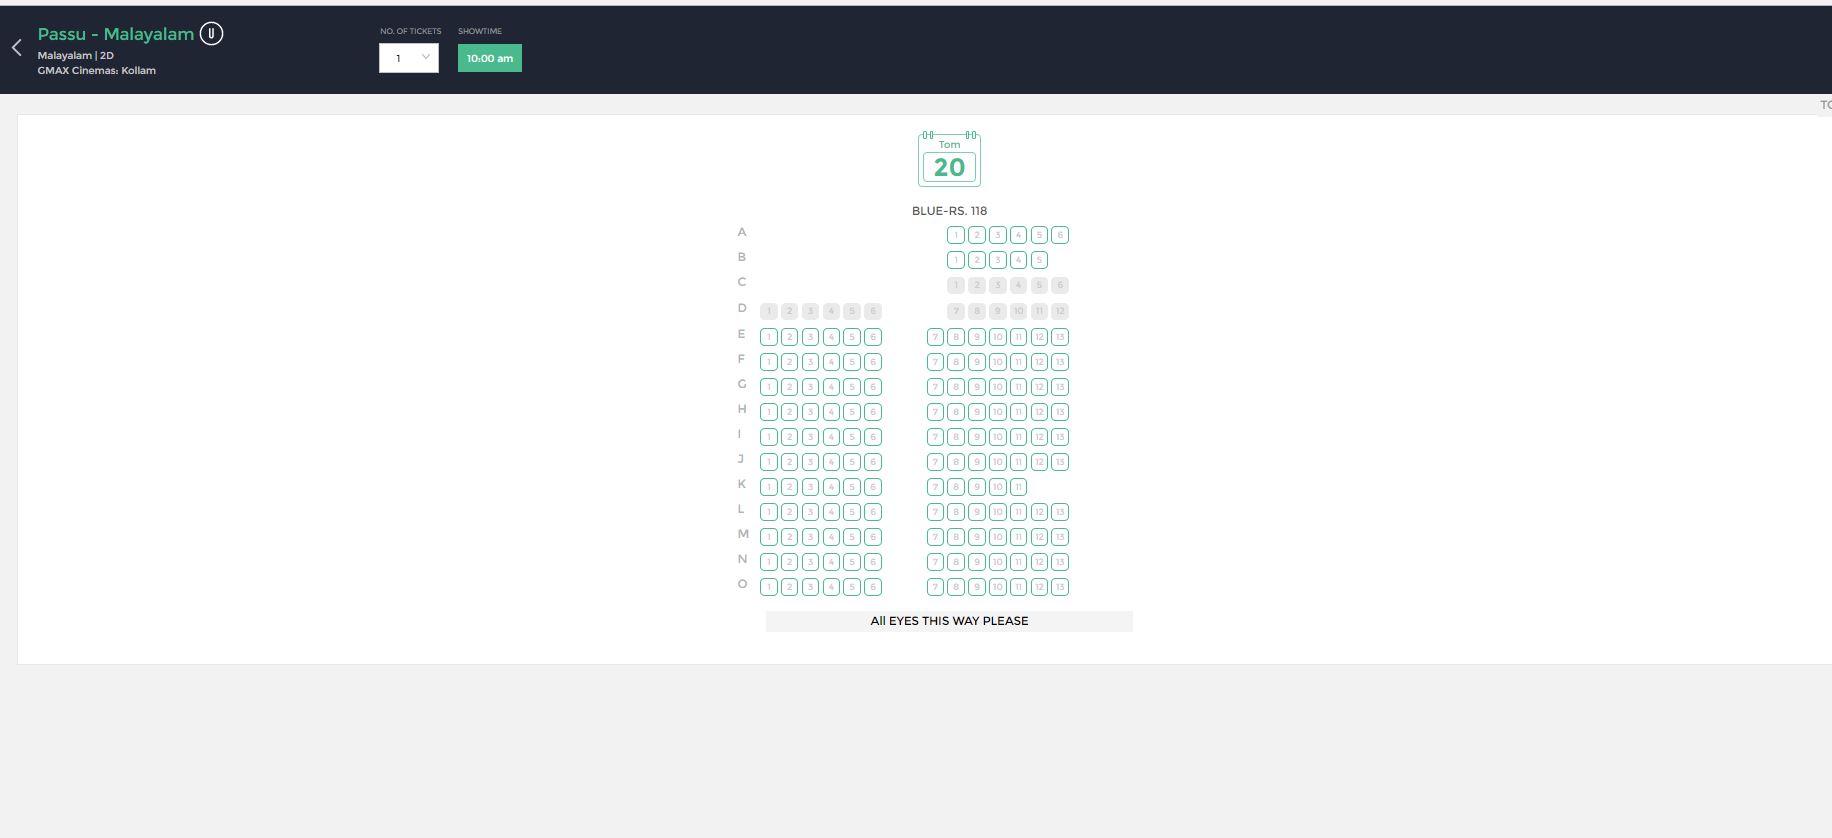 Passu - Malayalam U
Malayalam | 2D
GMAX Cinemas: Kollam
NO. OF TICKETS SHOWTIME
1 10:00 am
TO
Tom
20
BLUE-RS. 118
A 1 2 3 4 5 6
B 1 2 3 4 5
C 1 2 3 4 5 6
D 1 2 3 4 5 6 7 8 9 10 11 12
E 1 2 3 4 5 6 7 8 9 10 11 12 13
F 1 2 3 4 5 6 7 8 9 10 11 12 13
G 1 2 3 4 5 6 7 8 9 10 11 12 13
H 1 2 3 4 5 6 7 8 9 10 11 12 13
I 1 2 3 4 5 6 7 8 9 10 11 12 13
J 1 2 3 4 5 6 7 8 9 10 11 12 13
K 1 2 3 4 5 6 7 8 9 10 11
L 1 2 3 4 5 6 7 8 9 10 11 12 13
M 1 2 3 4 5 6 7 8 9 10 11 12 13
N 1 2 3 4 5 6 7 8 9 10 11 12 13
O 1 2 3 4 5 6 7 8 9 10 11 12 13
All EYES THIS WAY PLEASE